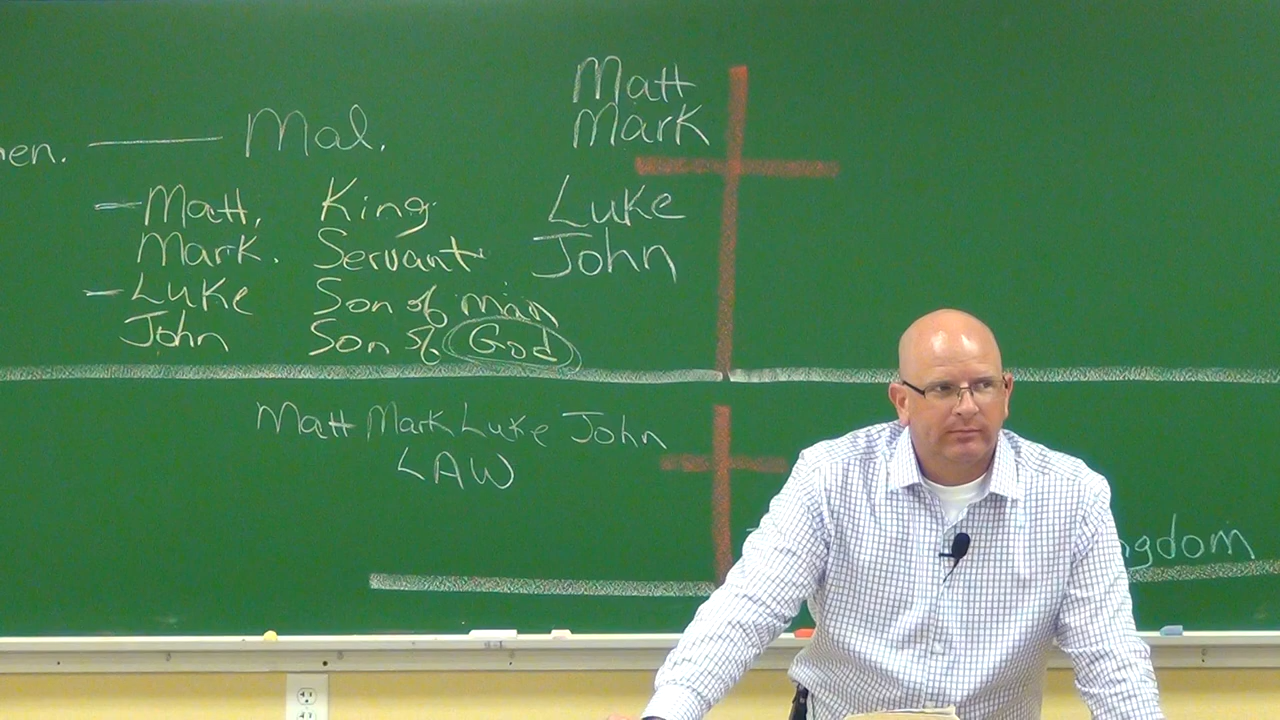 en. — Mal.
Matt
Mark
- Matt. King
Mark. Servant
- Luke Son of man
John Son of God
Luke
John
Matt Mark Luke John
LAW
ngdom